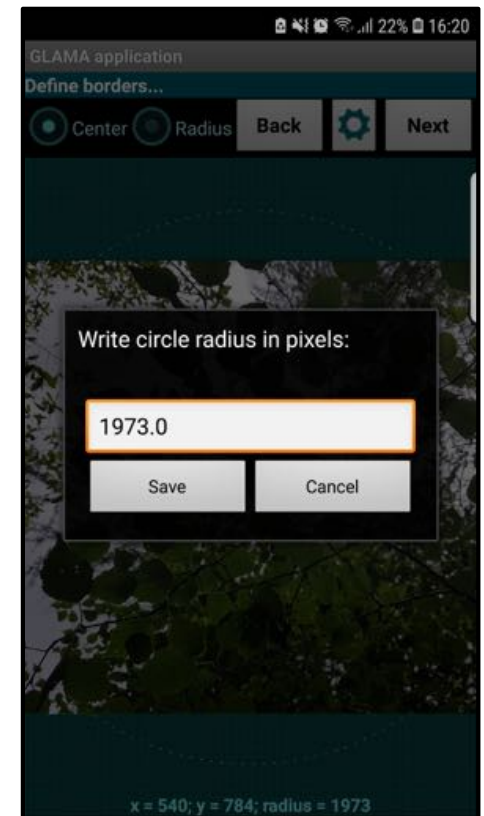 22% 16:20
GLAMA application
Define borders...
Center Radius Back Next
Write circle radius in pixels:
1973.0
Save Cancel
x = 540; y = 784; radius = 1973